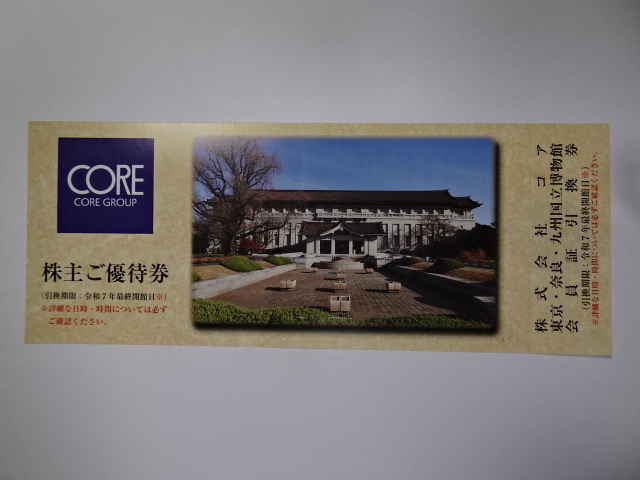 CORE
CORE GROUP
株主ご優待券
（引換期限：令和7年最終開館日※）
※詳細な日時・時間については必ず
ご確認ください。
株式会社コア
東京・奈良・九州国立博物館
会員証引換券
（引換期限：令和7年最終開館日※）
※詳細な日時・時間については必ずご確認ください。